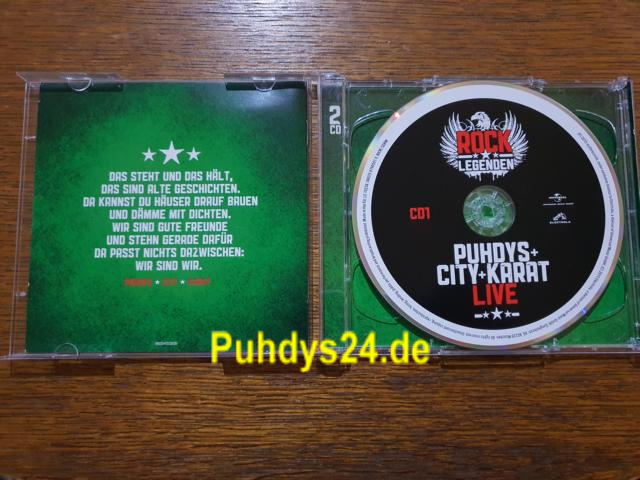 DAS STEHT UND DAS HÄLT,
DAS SIND ALTE GESCHICHTEN.
DA KANNST DU HÄUSER DRAUF BAUEN
UND DÄMME MIT DICHTEN.
WIR SIND GUTE FREUNDE
UND STEHN GERADE DAFÜR
DA PASST NICHTS DAZWISCHEN:
WIR SIND WIR.
PUHDYS ★ CITY ★ KARAT
2CD
ROCK
LEGENDEN
CD1
ELECTROLA
PUHDYS+
CITY+KARAT
LIVE
Puhdys24.de